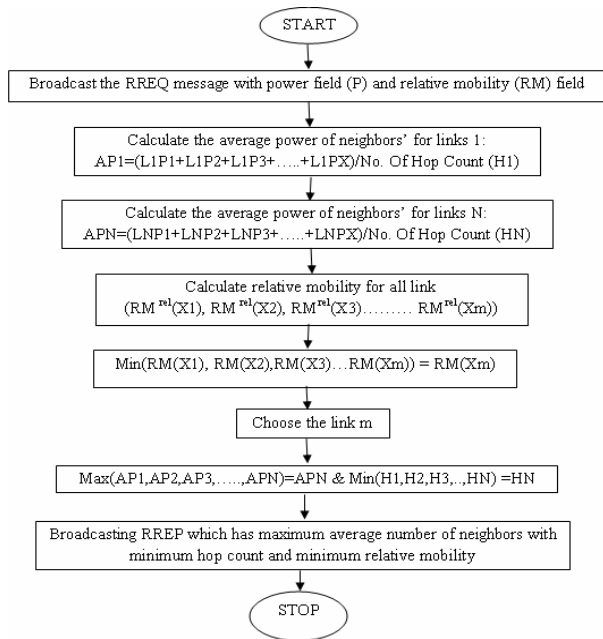 START
Broadcast the RREQ message with power field (P) and relative mobility (RM) field
Calculate the average power of neighbors' for links 1:
AP1=(L1P1+L1P2+L1P3+…..+L1PX)/No. Of Hop Count (H1)
Calculate the average power of neighbors' for links N:
APN=(LNP1+LNP2+LNP3+…..+LNPX)/No. Of Hop Count (HN)
Calculate relative mobility for all link
(RM rel(X1), RM rel(X2), RM rel(X3)......... RM rel(Xm))
Min(RM(X1), RM(X2),RM(X3)…RM(Xm)) = RM(Xm)
Choose the link m
Max(AP1,AP2,AP3,…..,APN)=APN & Min(H1,H2,H3,..,HN) =HN
Broadcasting RREP which has maximum average number of neighbors with
minimum hop count and minimum relative mobility
STOP